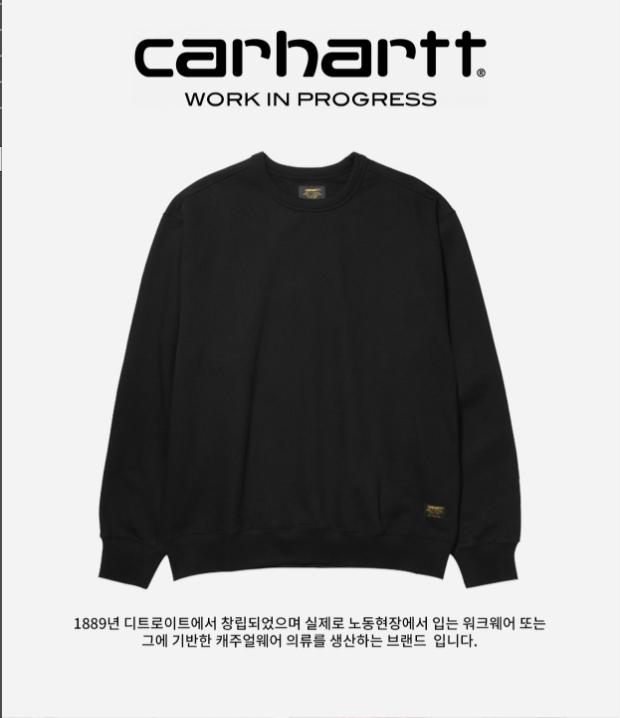 carhartt®
WORK IN PROGRESS
1889년 디트로이트에서 창립되었으며 실제로 노동현장에서 입는 워크웨어 또는
그에 기반한 캐주얼웨어 의류를 생산하는 브랜드 입니다.